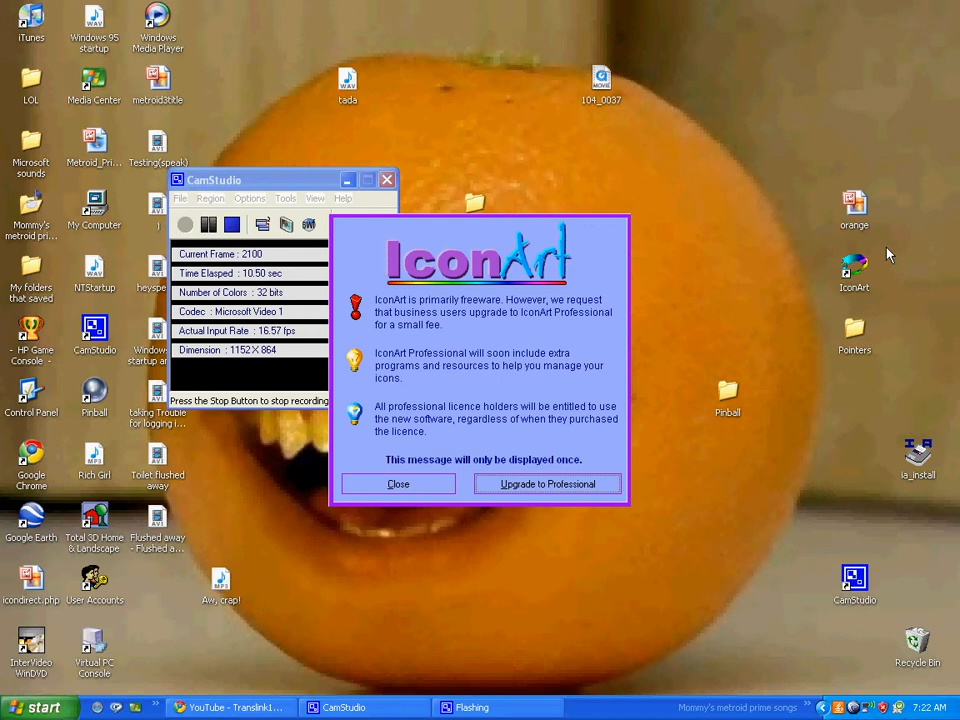 iTunes
Windows 95
startup
Windows
Media Player
LOL
Media Center
metroid3title
tada
104_0037
Microsoft
sounds
Metroid_Pri...
Testing(speak)
Mommy's
metroid pri...
My Computer
My folders
that saved
NTStartup
heyspe
- HP Game
Console -
CamStudio
Window
startup ar
Control Panel
Pinball
taking Trouble
for logging i...
Google
Chrome
Rich Girl
Toilet flushed
away
Google Earth
Total 3D Home
& Landscape
Flushed away
- Flushed a...
icondirect.php
User Accounts
Aw, crap!
InterVideo
WinDVD
Virtual PC
Console
CamStudio
File Region Options Tools View Help
Current Frame : 2100
Time Elasped : 10.50 sec
Number of Colors : 32 bits
Codec : Microsoft Video 1
Actual Input Rate : 16.57 fps
Dimension : 1152 X 864
Press the Stop Button to stop recording
IconArt
IconArt is primarily freeware. However, we request
that business users upgrade to IconArt Professional
for a small fee.
IconArt Professional will soon include extra
programs and resources to help you manage your
icons.
All professional licence holders will be entitled to use
the new software, regardless of when they purchased
the licence.
This message will only be displayed once.
Close
Upgrade to Professional
orange
IconArt
Pointers
Pinball
ia_install
CamStudio
Recycle Bin
start
YouTube - Translink1...
CamStudio
Flashing
Mommy's metroid prime songs
7:22 AM